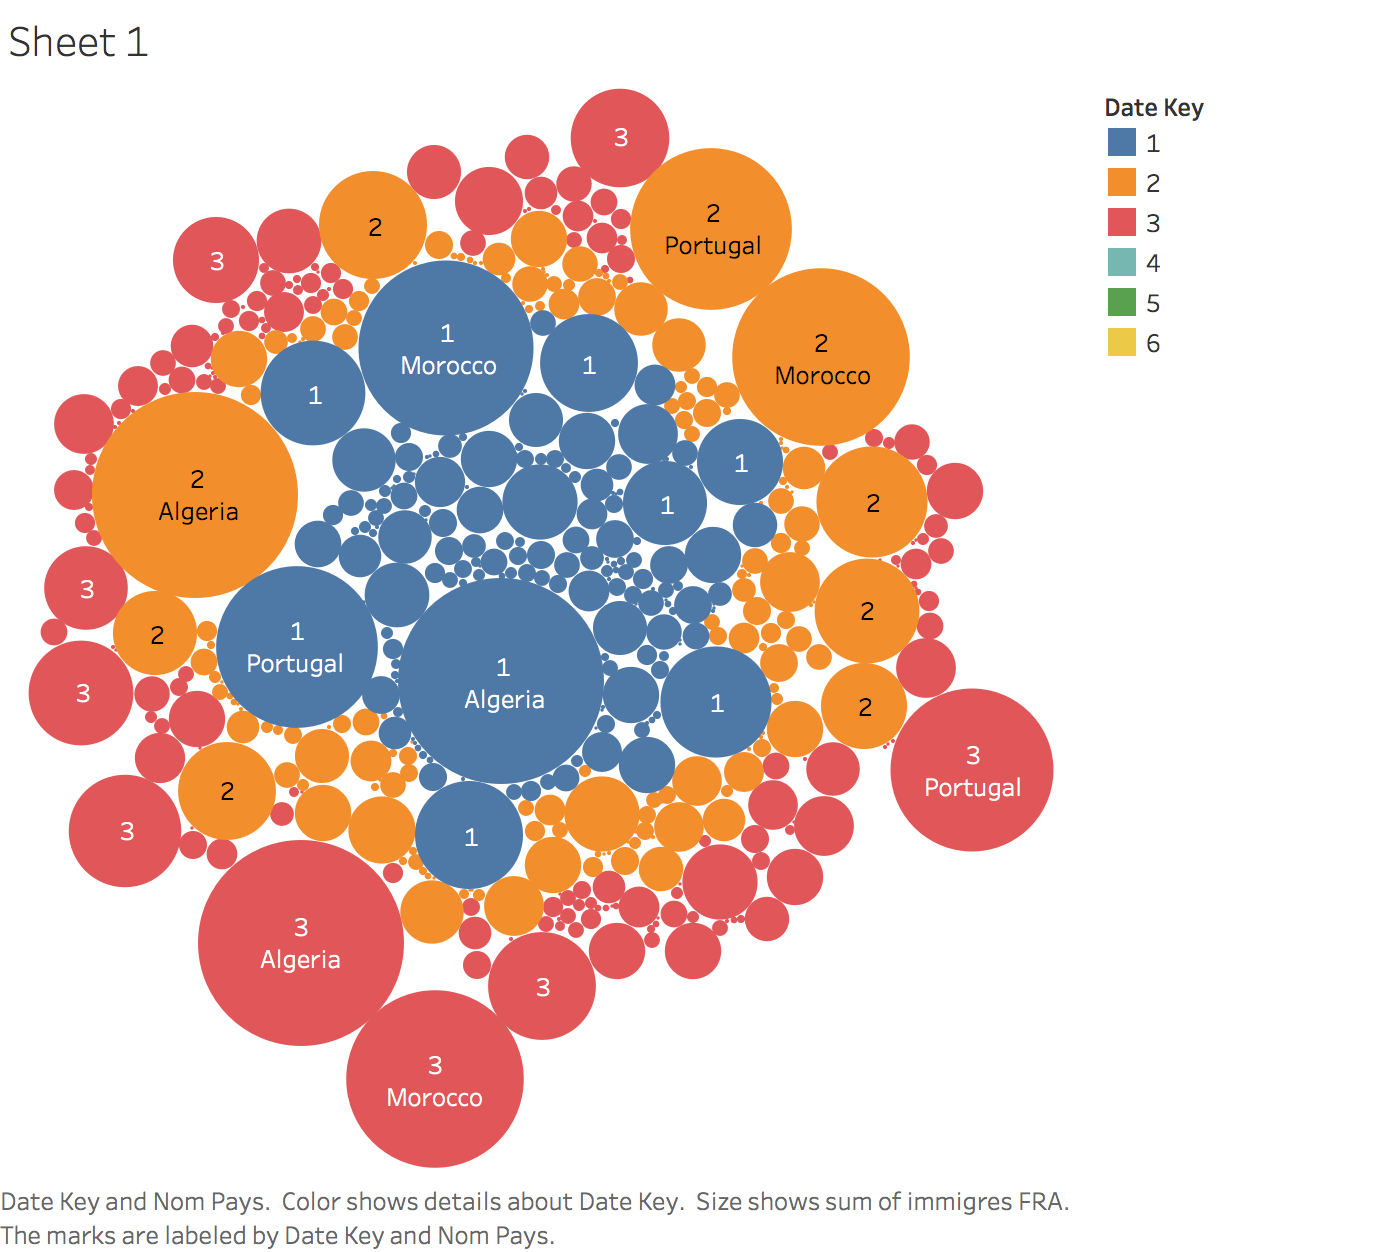 Sheet 1
Date Key
1
2
3
4
5
6
3
2
Portugal
2
3
1
Morocco
2
Morocco
1
1
1
2
Algeria
1
2
3
2
1
Portugal
2
1
Algeria
3
1
2
3
Portugal
2
3
1
3
Algeria
3
3
Morocco
Date Key and Nom Pays.  Color shows details about Date Key.  Size shows sum of immigres FRA.
The marks are labeled by Date Key and Nom Pays.